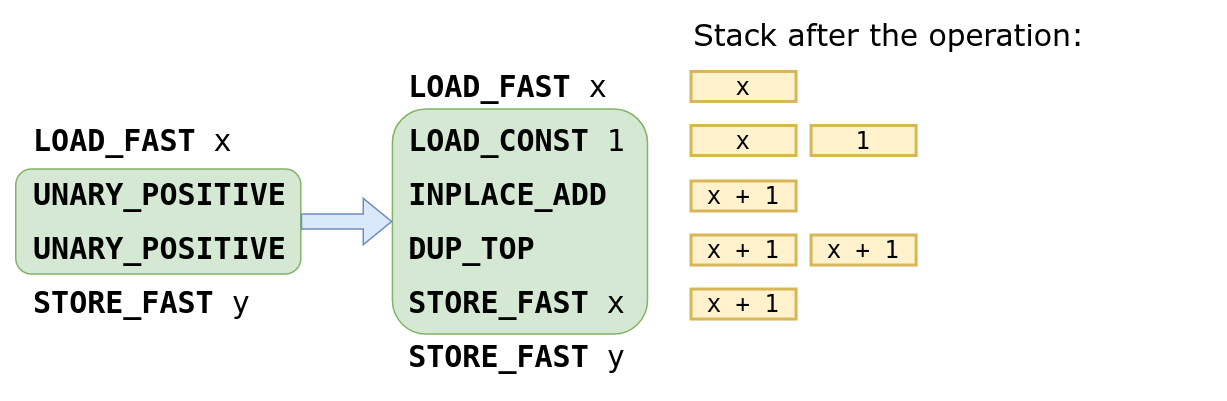 Stack after the operation:
LOAD_FAST x
UNARY_POSITIVE
UNARY_POSITIVE
STORE_FAST y
LOAD_FAST x
LOAD_CONST 1
INPLACE_ADD
DUP_TOP
STORE_FAST x
STORE_FAST y
x
x 1
x + 1
x + 1 x + 1
x + 1